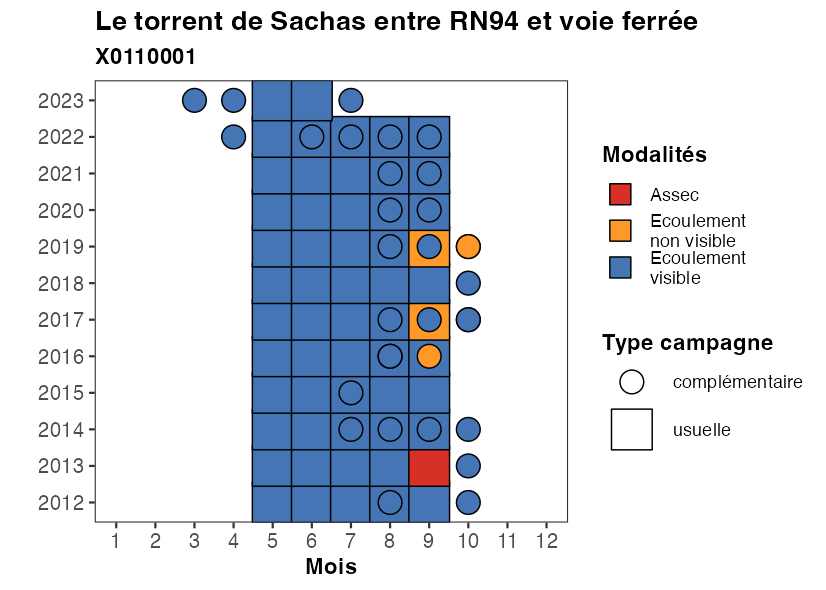 Le torrent de Sachas entre RN94 et voie ferrée
X0110001
2023
2022
2021
2020
2019
2018
2017
2016
2015
2014
2013
2012
1 2 3 4 5 6 7 8 9 10 11 12
Mois
Modalités
Assec
Ecoulement
non visible
Ecoulement
visible
Type campagne
complémentaire
usuelle